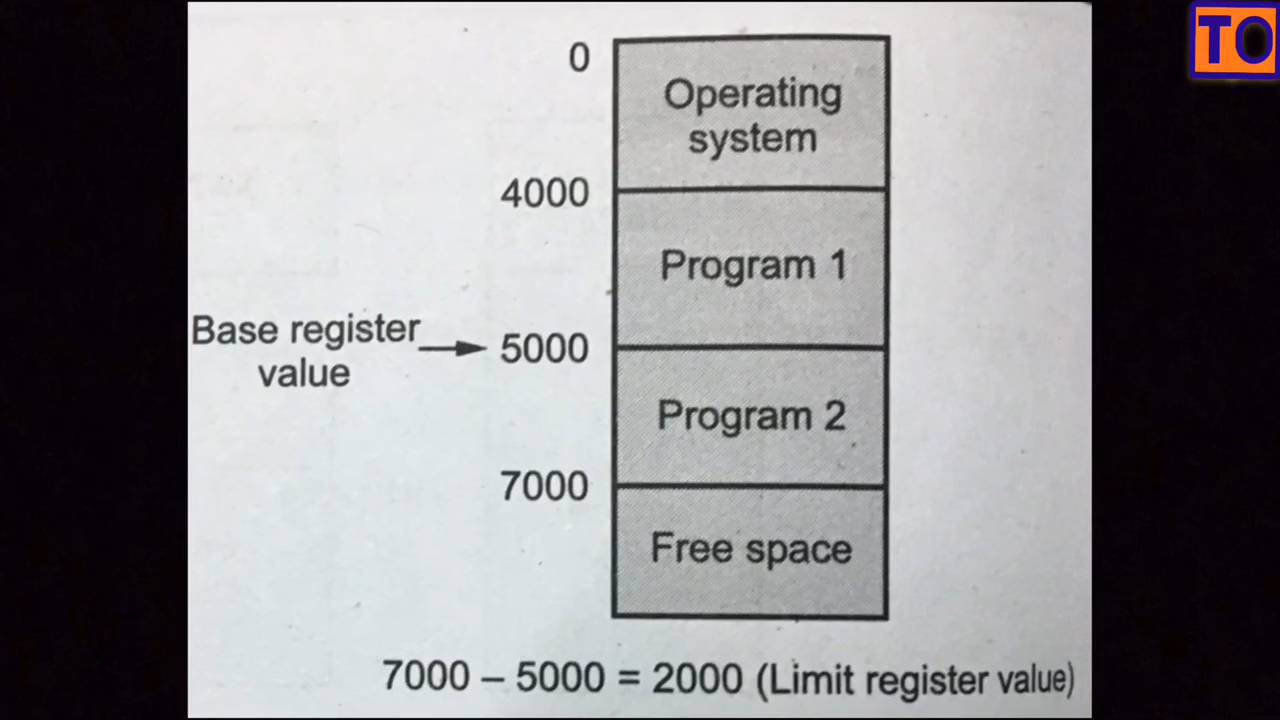 TO
0
Operating
system
4000
Program 1
Base register
value
5000
Program 2
7000
Free space
7000 – 5000 = 2000 (Limit register value)